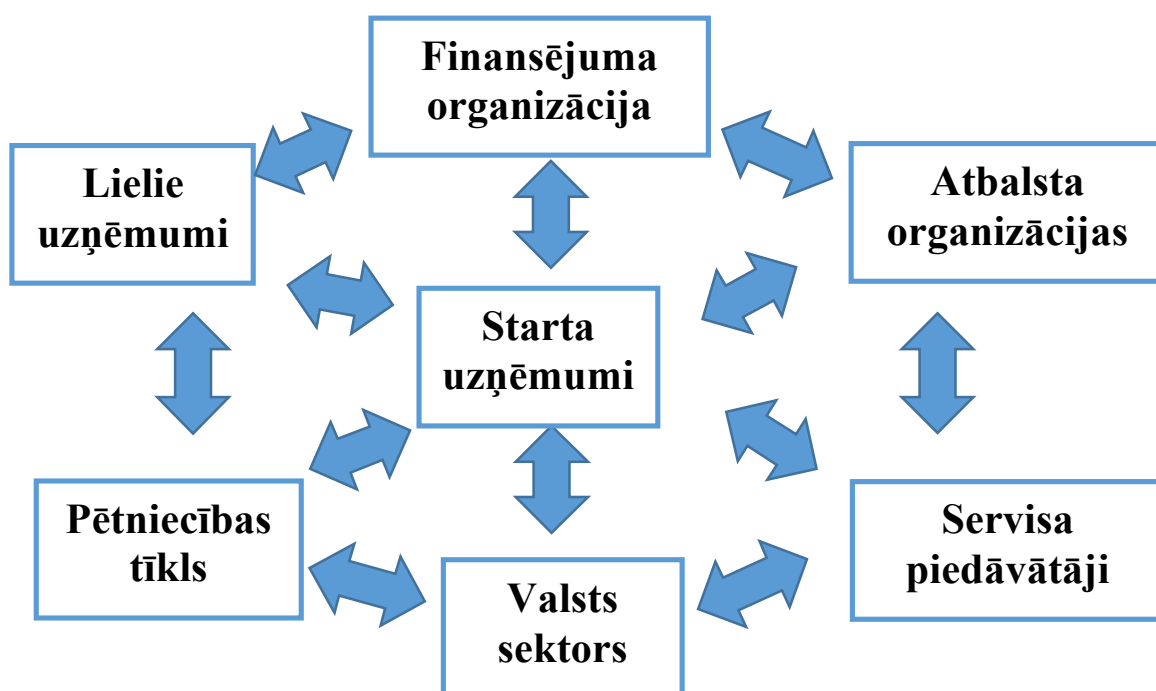 Finansējuma
organizācija
Lielie
uzņēmumi
Atbalsta
organizācijas
Starta
uzņēmumi
Pētniecības
tīkls
Servisa
piedāvātāji
Valsts
sektors